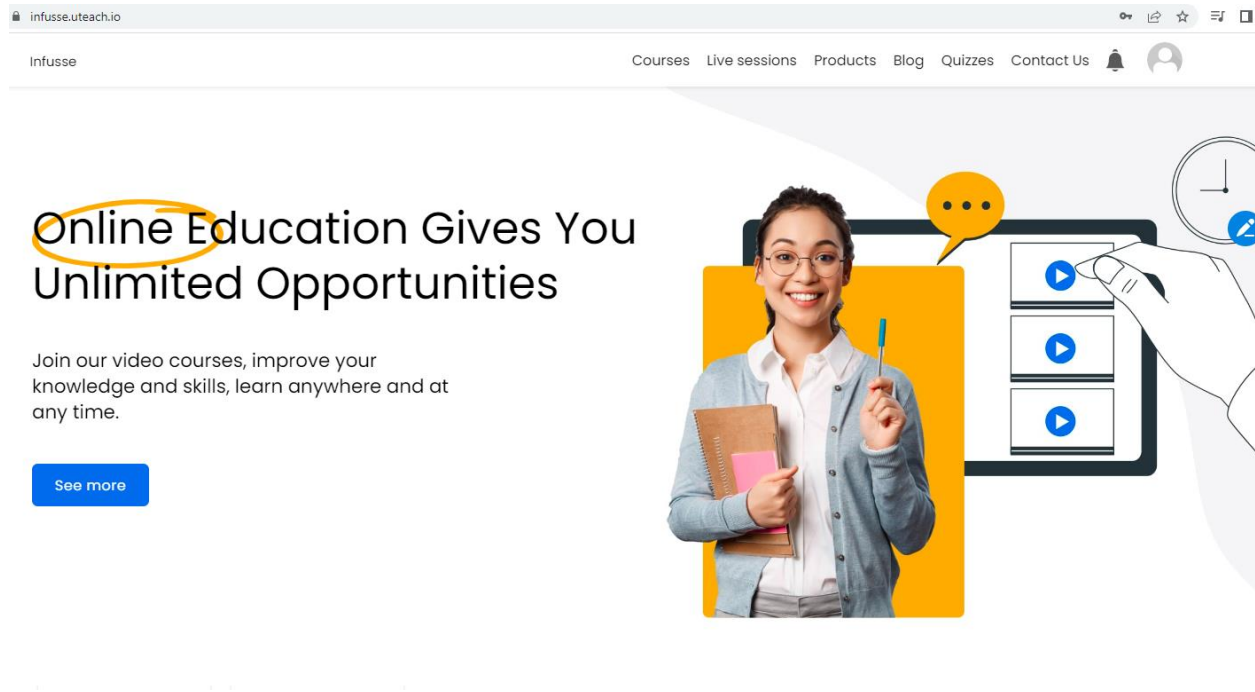 infusse.uteach.io
Infusse
Courses Live sessions Products Blog Quizzes Contact Us
Online Education Gives You
Unlimited Opportunities
Join our video courses, improve your
knowledge and skills, learn anywhere and at
any time.
See more